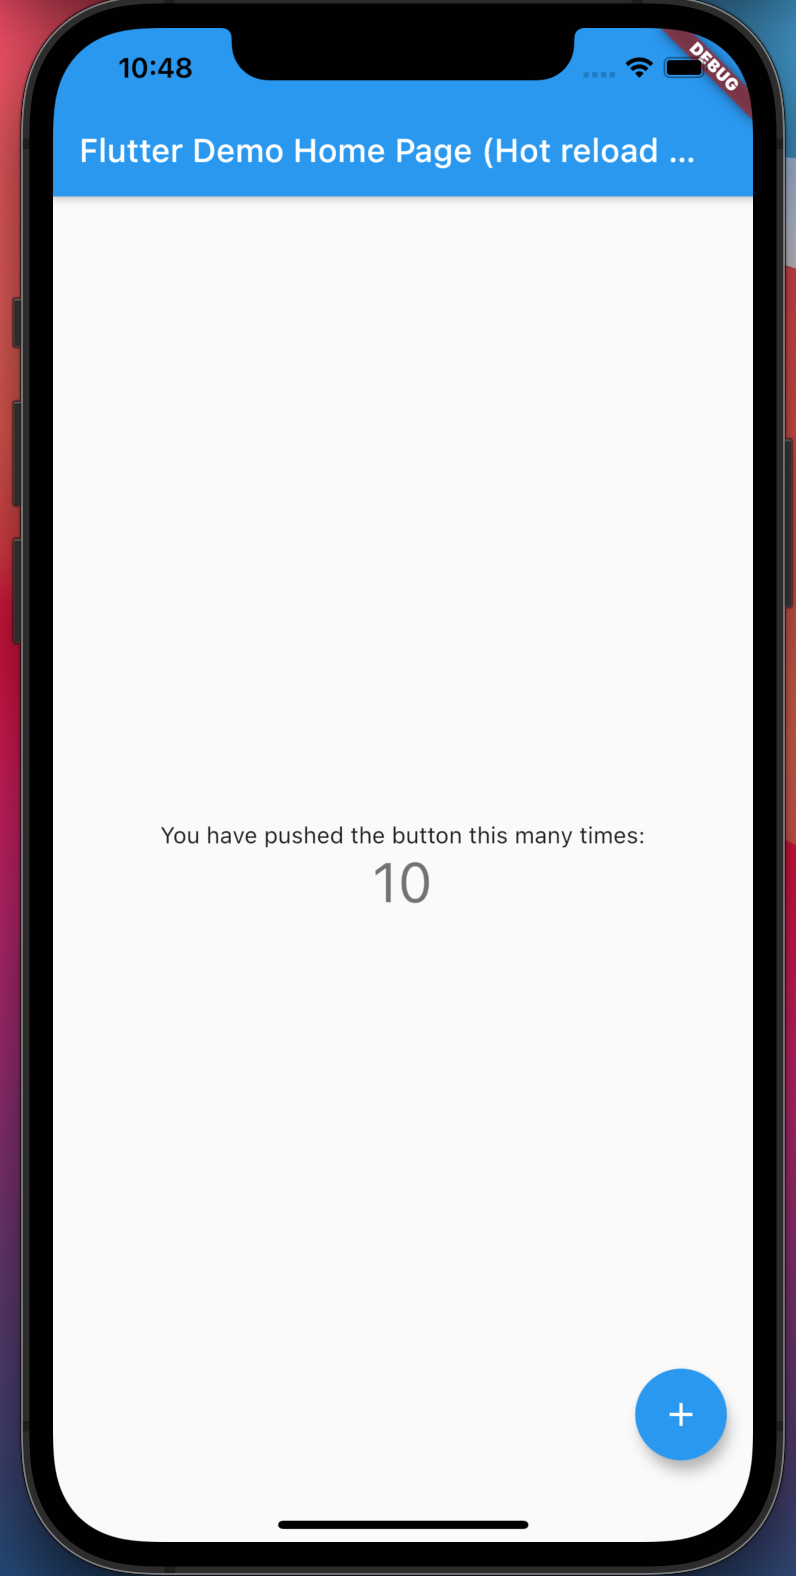 10:48
DEBUG
Flutter Demo Home Page (Hot reload ...
You have pushed the button this many times:
10
+